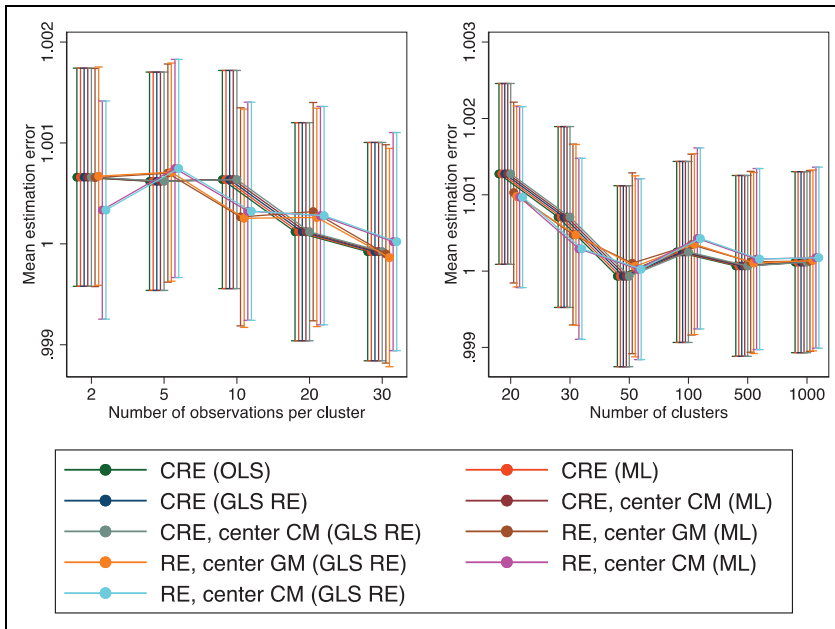 Mean estimation error
1.002
1.001
1
.999
2 5 10 20 30
Number of observations per cluster
Mean estimation error
1.003
1.002
1.001
1
.999
20 30 50 100 500 1000
Number of clusters
CRE (OLS)
CRE (ML)
CRE (GLS RE)
CRE, center CM (ML)
CRE, center CM (GLS RE)
RE, center GM (ML)
RE, center GM (GLS RE)
RE, center CM (ML)
RE, center CM (GLS RE)